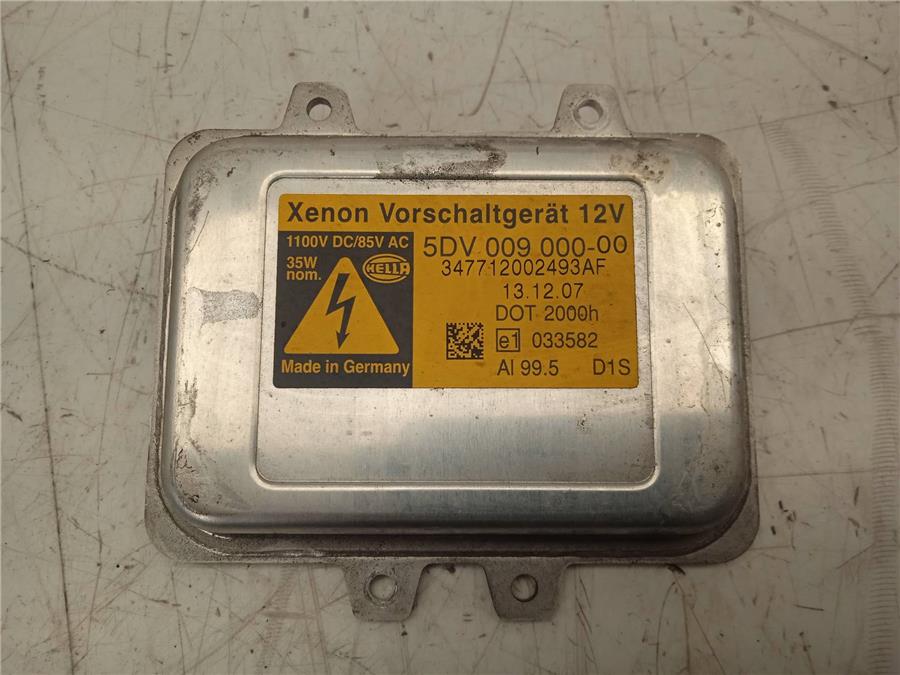 Xenon Vorschaltgerät 12V
1100V DC/85V AC
35W
nom.
HELLA
Made in Germany
5DV 009 000-00
347712002493AF
13.12.07
DOT 2000h
e1 033582
Al 99.5 D1S